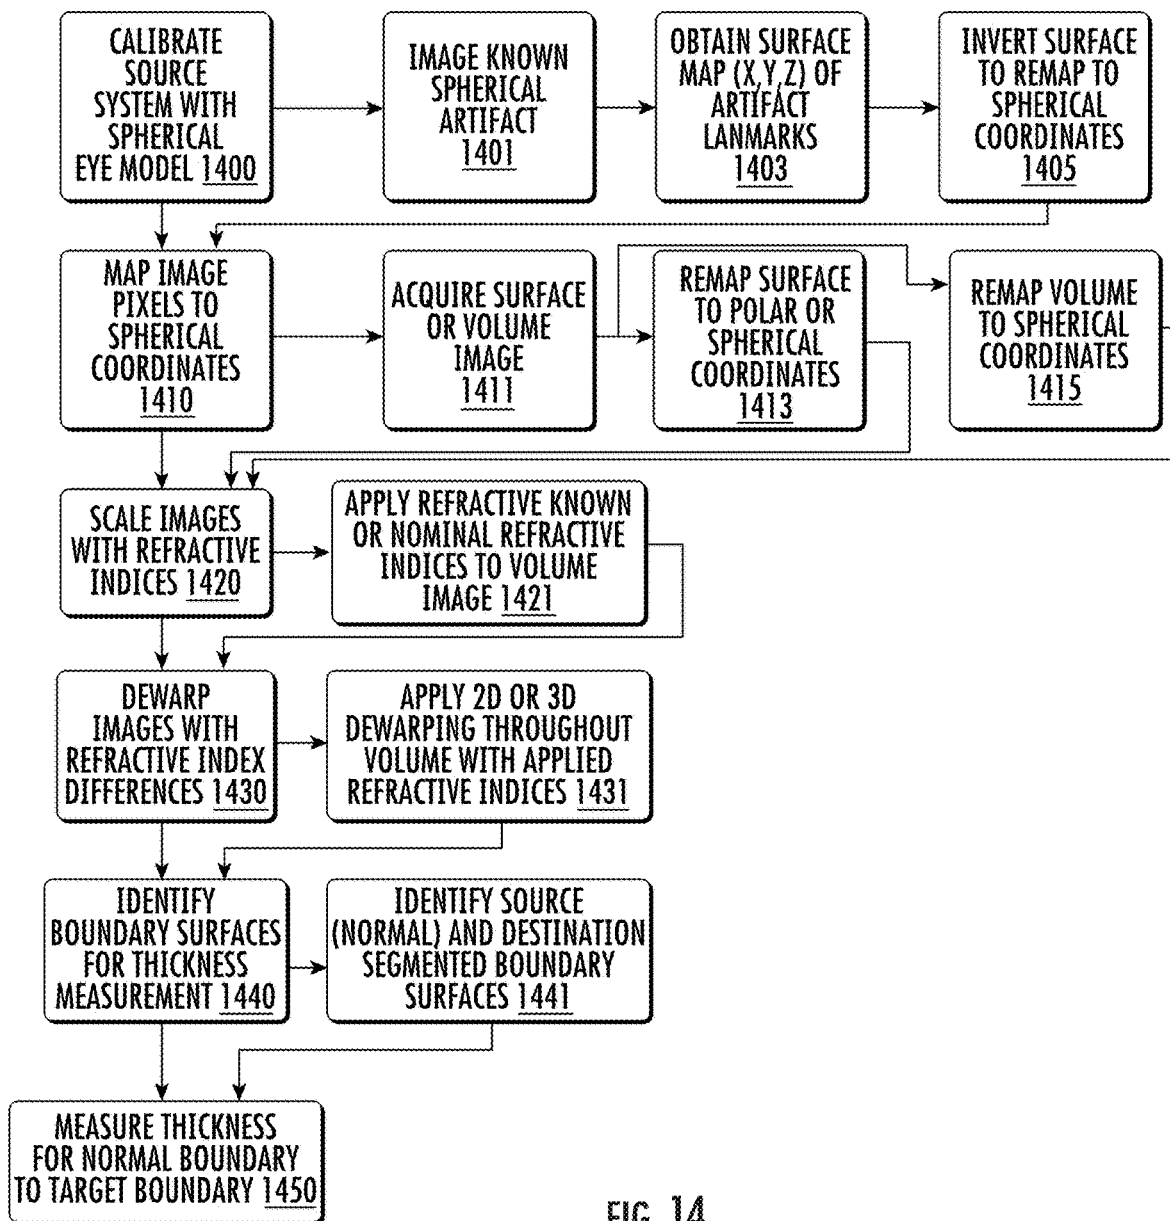 CALIBRATE
SOURCE
SYSTEM WITH
SPHERICAL
EYE MODEL 1400
IMAGE KNOWN
SPHERICAL
ARTIFACT
1401
OBTAIN SURFACE
MAP (X,Y,Z) OF
ARTIFACT
LANMARKS
1403
INVERT SURFACE
TO REMAP TO
SPHERICAL
COORDINATES
1405
MAP IMAGE
PIXELS TO
SPHERICAL
COORDINATES
1410
ACQUIRE SURFACE
OR VOLUME
IMAGE
1411
REMAP SURFACE
TO POLAR OR
SPHERICAL
COORDINATES
1413
REMAP VOLUME
TO SPHERICAL
COORDINATES
1415
SCALE IMAGES
WITH REFRACTIVE
INDICES 1420
APPLY REFRACTIVE KNOWN
OR NOMINAL REFRACTIVE
INDICES TO VOLUME
IMAGE 1421
DEWARP
IMAGES WITH
REFRACTIVE INDEX
DIFFERENCES 1430
APPLY 2D OR 3D
DEWARPING THROUGHOUT
VOLUME WITH APPLIED
REFRACTIVE INDICES 1431
IDENTIFY
BOUNDARY SURFACES
FOR THICKNESS
MEASUREMENT 1440
IDENTIFY SOURCE
(NORMAL) AND DESTINATION
SEGMENTED BOUNDARY
SURFACES 1441
MEASURE THICKNESS
FOR NORMAL BOUNDARY
TO TARGET BOUNDARY 1450
FIG. 14